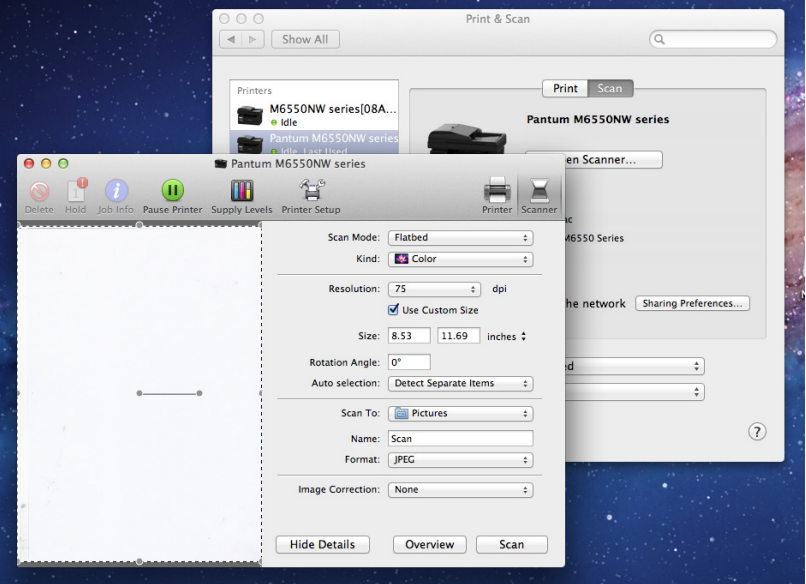 Print & Scan
Show All
Printers
M6550NW series[08A...
Idle
Pantum M6550NW series
Idle, Last Used
Print Scan
Pantum M6550NW series
en Scanner...
ac
M6550 Series
he network Sharing Preferences...
ed
?
Pantum M6550NW series
Delete Hold Job Info Pause Printer Supply Levels Printer Setup Printer Scanner
Scan Mode: Flatbed
Kind: Color
Resolution: 75 dpi
Use Custom Size
Size: 8.53 11.69 inches
Rotation Angle: 0°
Auto selection: Detect Separate Items
Scan To: Pictures
Name: Scan
Format: JPEG
Image Correction: None
Hide Details Overview Scan